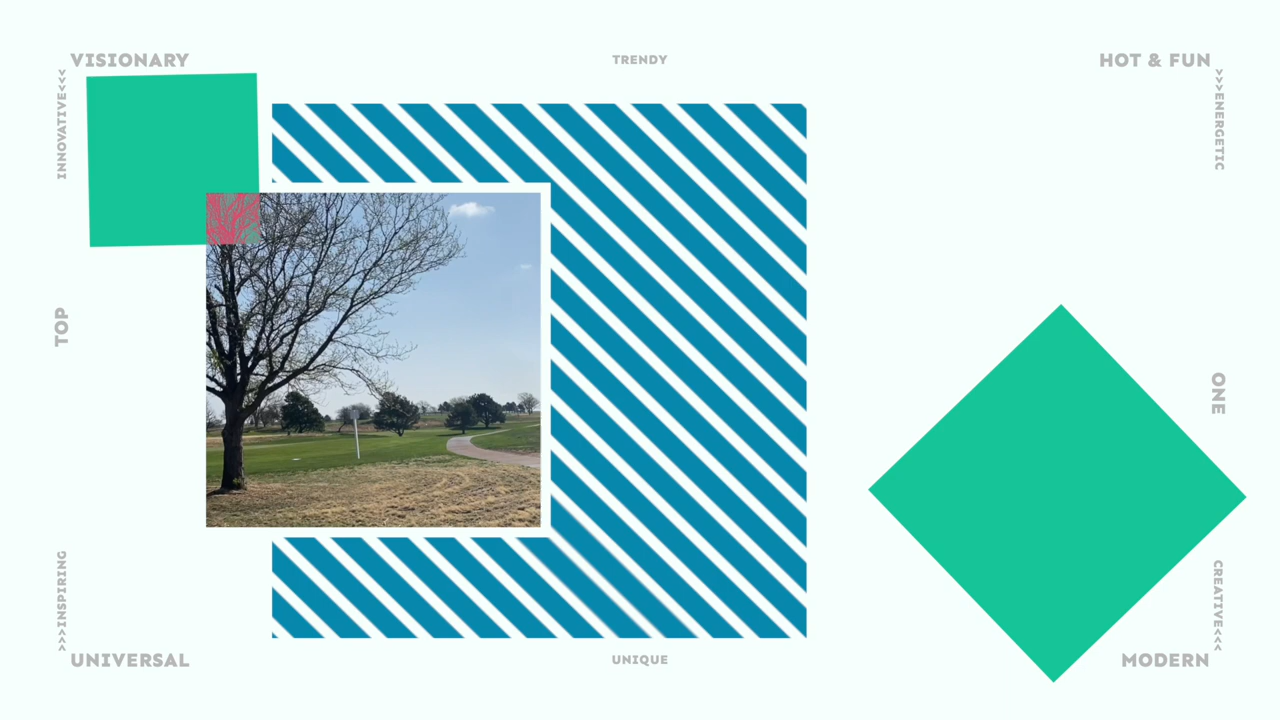 VISIONARY
TRENDY
HOT & FUN
INNOVATIVE<<<
>>>ENERGETIC
TOP
ONE
>>>INSPIRING
CREATIVE<<<
UNIVERSAL
UNIQUE
MODERN